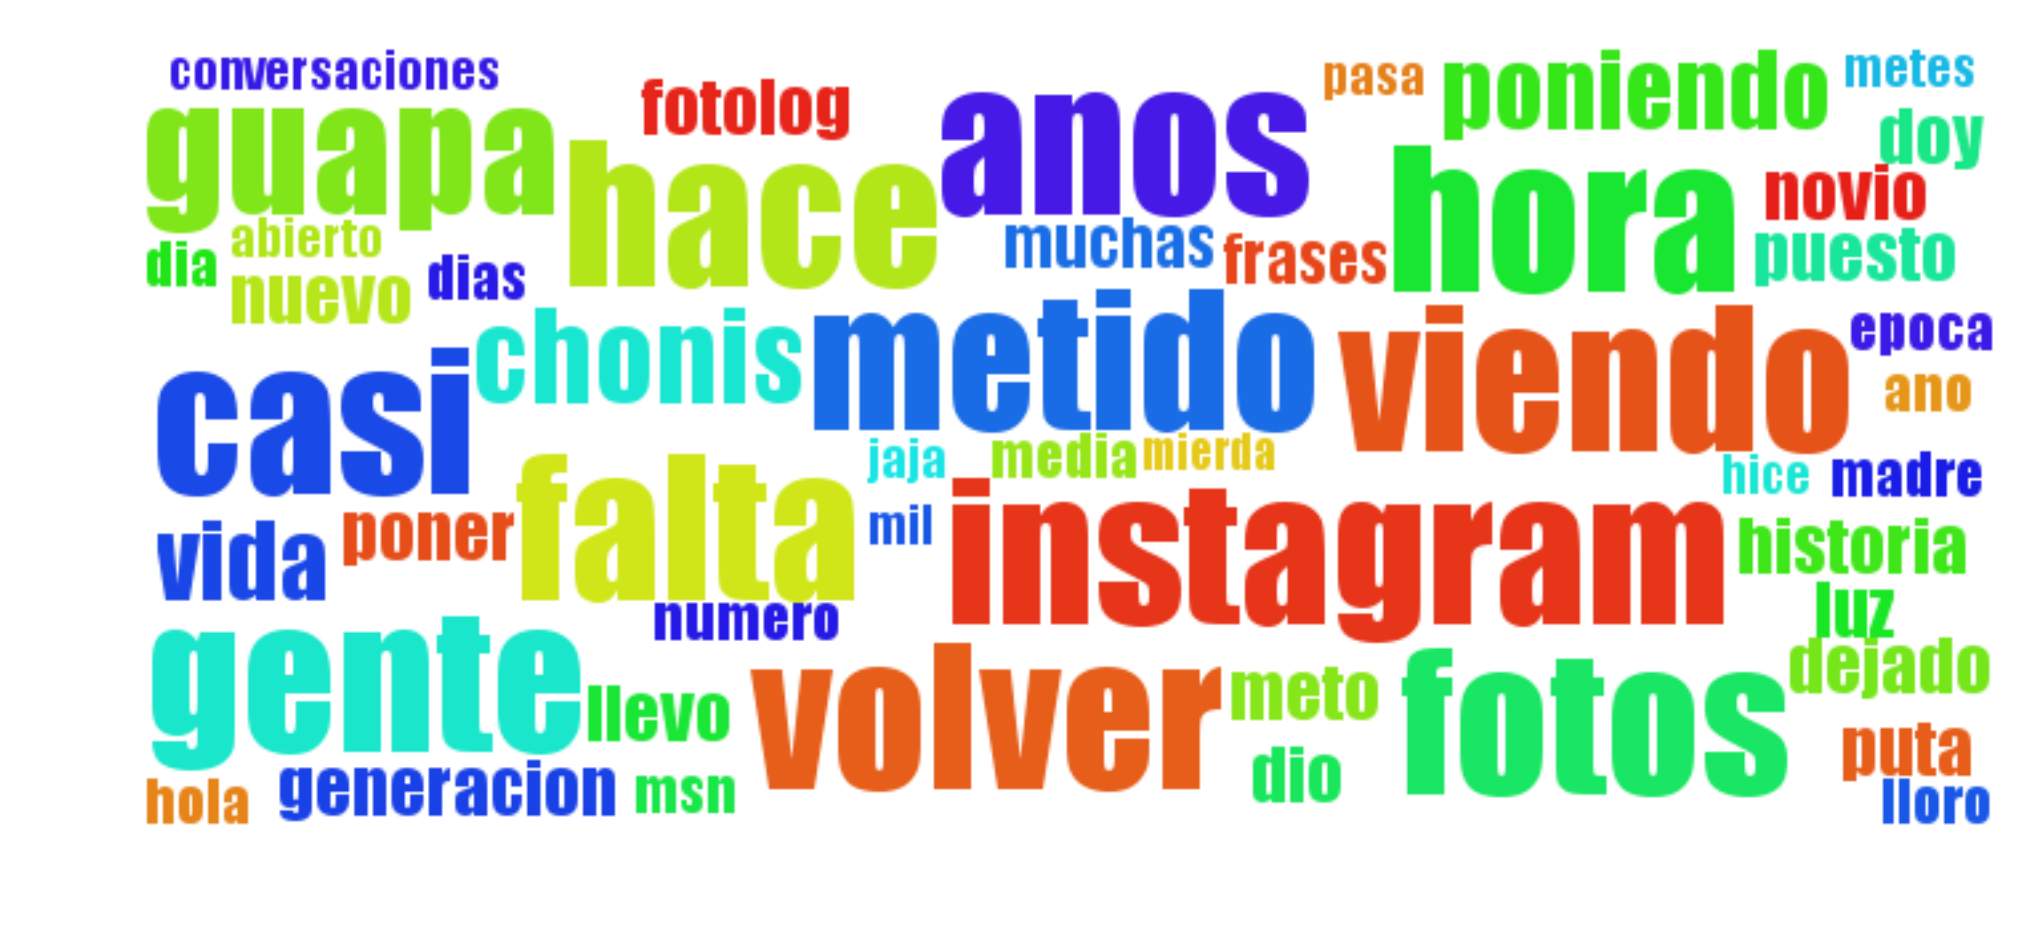 conversaciones
fotolog
anos
pasa
poniendo
metes
guapa
hace
doy
hora
novio
abierto
dia
nuevo
dias
muchas
frases
puesto
chonis
metido
viendo
epoca
casi
ano
jaja
media
mierda
hice
madre
vida
poner
falta
mil
instagram
historia
numero
luz
gente
llevo
volver
meto
fotos
dejado
hola
generacion
msn
dio
puta
lloro